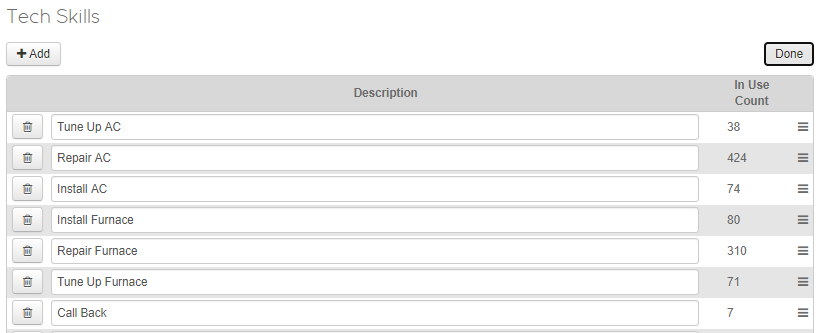 Tech Skills
Add Done
Description In Use Count
Tune Up AC 38
Repair AC 424
Install AC 74
Install Furnace 80
Repair Furnace 310
Tune Up Furnace 71
Call Back 7